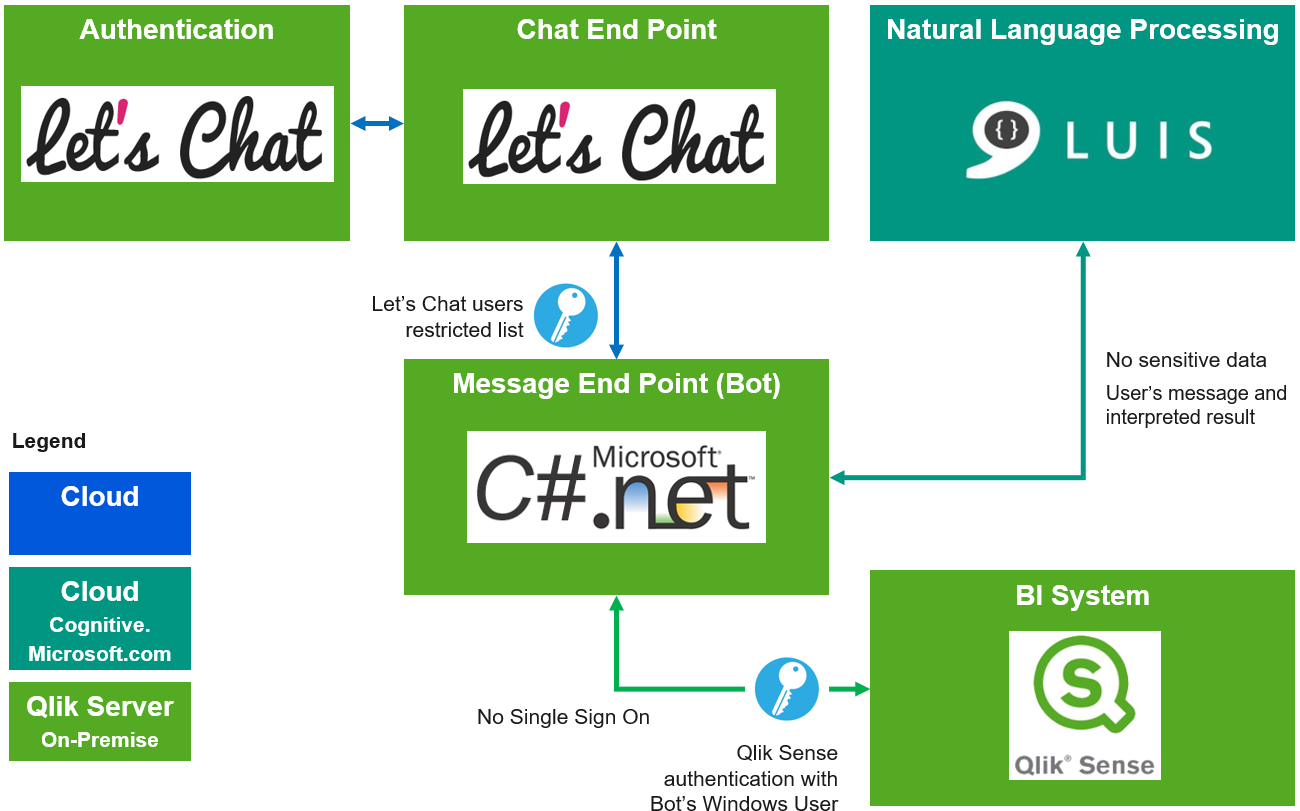 Authentication
Let's Chat
Chat End Point
Let's Chat
Natural Language Processing
{ }
LUIS
Let’s Chat users
restricted list
Message End Point (Bot)
Microsoft®
C#.net™
No sensitive data
User’s message and
interpreted result
Legend
Cloud
Cloud
Cognitive.
Microsoft.com
Qlik Server
On-Premise
No Single Sign On
Qlik Sense
authentication with
Bot’s Windows User
BI System
S
Qlik® Sense